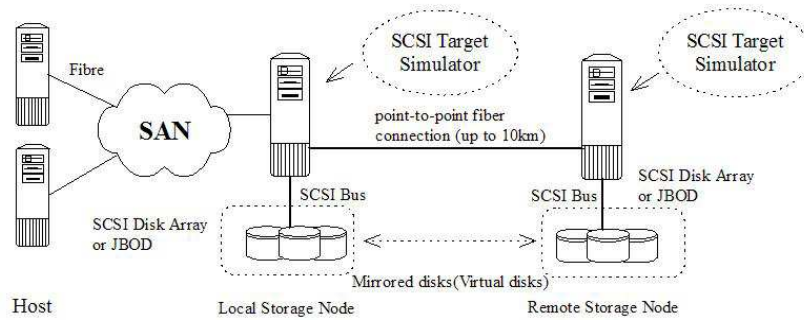 SCSI Target
Simulator
SCSI Target
Simulator
Fibre
SAN
point-to-point fiber
connection (up to 10km)
SCSI Bus
SCSI Bus
SCSI Disk Array
or JBOD
SCSI Disk Array
or JBOD
Mirrored disks(Virtual disks)
Host
Local Storage Node
Remote Storage Node